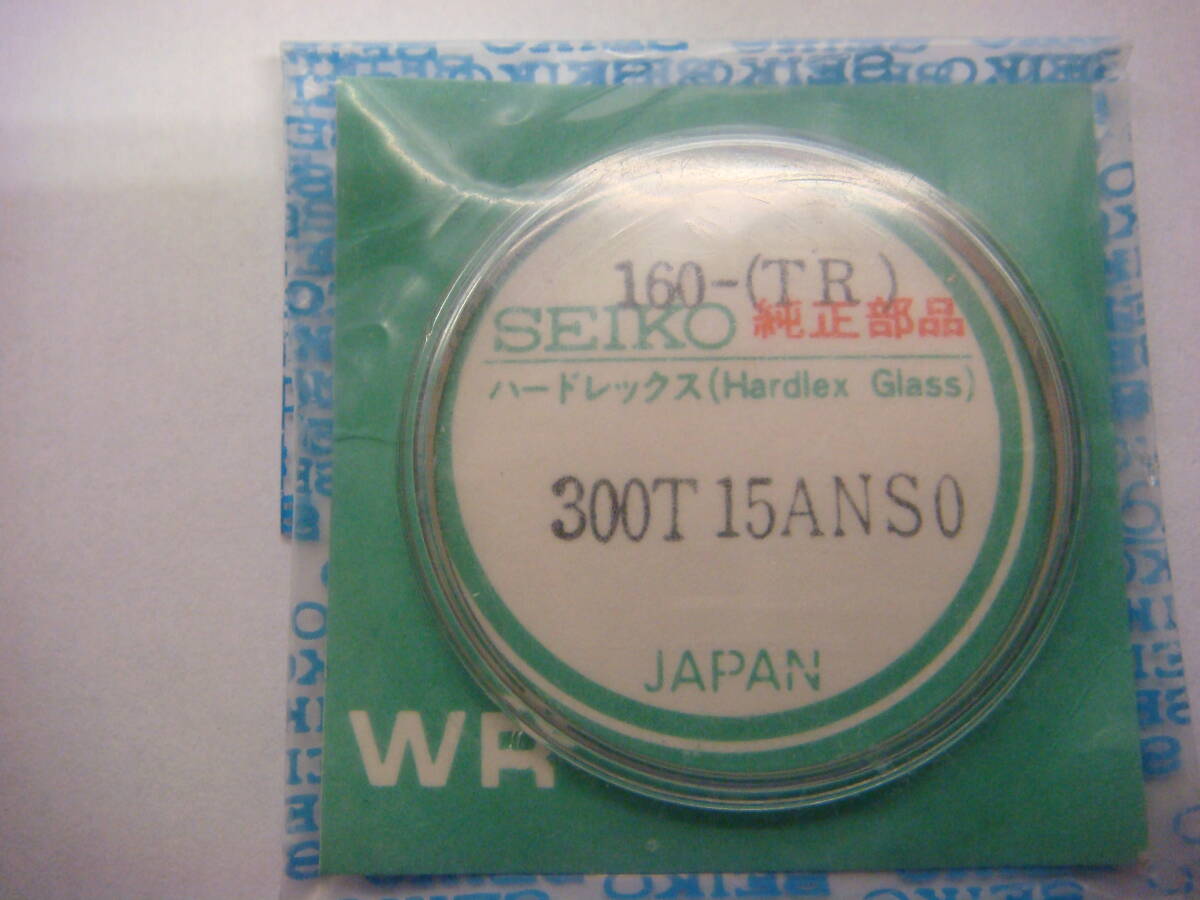 160-(TR)
SEIKO 純正部品
ハードレックス(Hardlex Glass)
300T15ANS0
JAPAN
WR